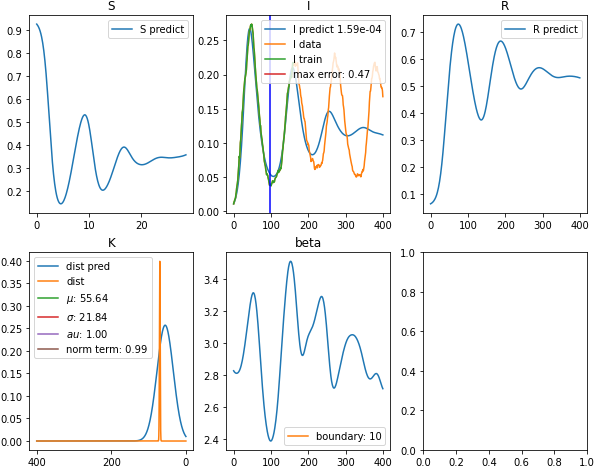 S
I
R
S predict
I predict 1.59e-04
I data
I train
max error: 0.47
R predict
0.9
0.8
0.7
0.6
0.5
0.4
0.3
0.2
0 10 20
0.25
0.20
0.15
0.10
0.05
0.00
0 100 200 300 400
0.7
0.6
0.5
0.4
0.3
0.2
0.1
0 100 200 300 400
K
beta
dist pred
dist
μ: 55.64
σ: 21.84
au: 1.00
norm term: 0.99
0.40
0.35
0.30
0.25
0.20
0.15
0.10
0.05
0.00
400 200 0
3.4
3.2
3.0
2.8
2.6
2.4
boundary: 10
0 100 200 300 400
1.0
0.8
0.6
0.4
0.2
0.0
0.0 0.2 0.4 0.6 0.8 1.0